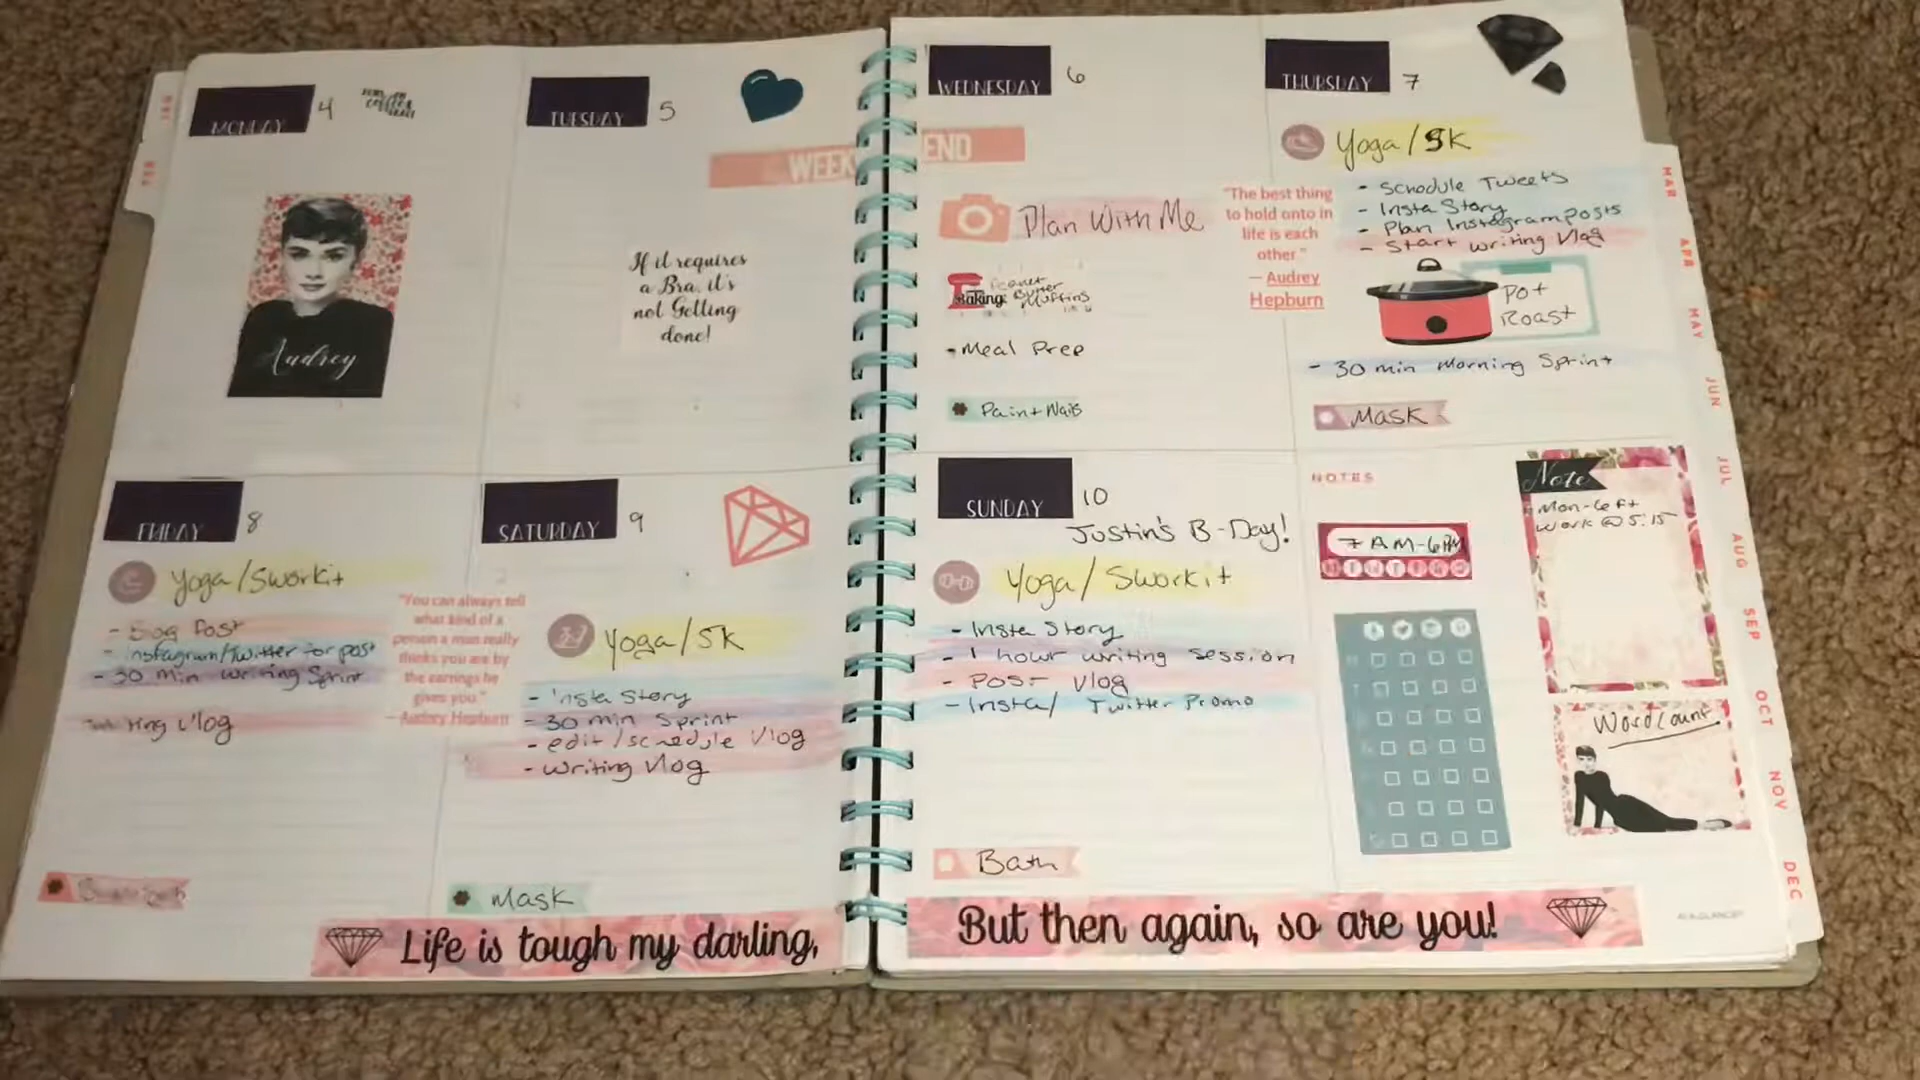 MONDAY 4
Audrey
TUESDAY 5
WEEK
If it requires
a Bra, it's
not Getting
done!
WEDNESDAY 6
END
Plan With Me
Baking: Peanut
Butter
Muffins
- Meal Prep
Paint Nails
"The best thing
to hold onto in
life is each
other."
— Audrey
Hepburn
THURSDAY 7
Yoga/5K
- Schedule Tweets
- Insta Story
- Plan Instagram posts
- Start writing Vlog
Pot
Roast
- 30 min Morning Sprint
Mask
FRIDAY 8
Yoga/Sworkit
- Blog Post
- Instagram/Twitter for post
- 30 min writing Sprint
Vlog
"You can always tell
what kind of a
person a man really
thinks you are by
the earrings he
gives you."
— Audrey Hepburn
SATURDAY 9
Yoga/5K
- Insta Story
- 30 min Sprint
- edit/schedule Vlog
- writing Vlog
Mask
SUNDAY 10
Justin's B-Day!
Yoga/Sworkit
- Insta Story
- 1 hour writing session
- Post Vlog
- Insta/ Twitter Promo
Bath
NOTES
7 AM-6PM
M T W T F S S
Note
Mon-left
work @ 5:15
Word Count
Life is tough my darling,
But then again, so are you!
AT-A-GLANCE
JAN
FEB
MAR
APR
MAY
JUN
JUL
AUG
SEP
OCT
NOV
DEC